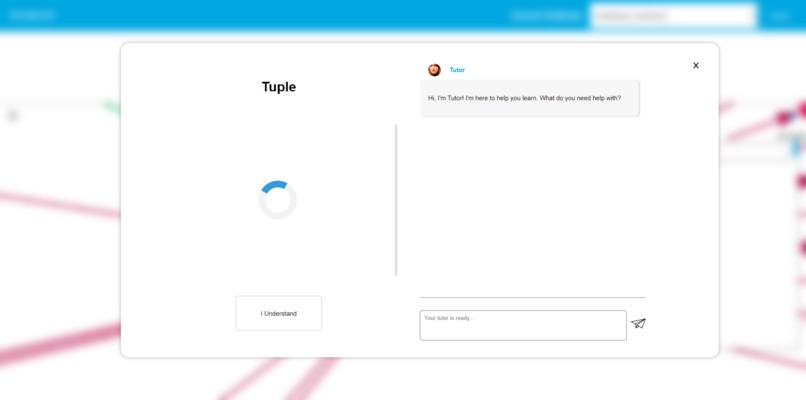 Tuple
I Understand
Tutor
X
Hi, I'm Tutor! I'm here to help you learn. What do you need help with?
Your tutor is ready...